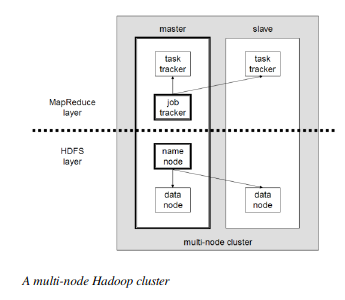 master
slave
task
tracker
task
tracker
MapReduce
layer
job
tracker
HDFS
layer
name
node
data
node
data
node
multi-node cluster
A multi-node Hadoop cluster